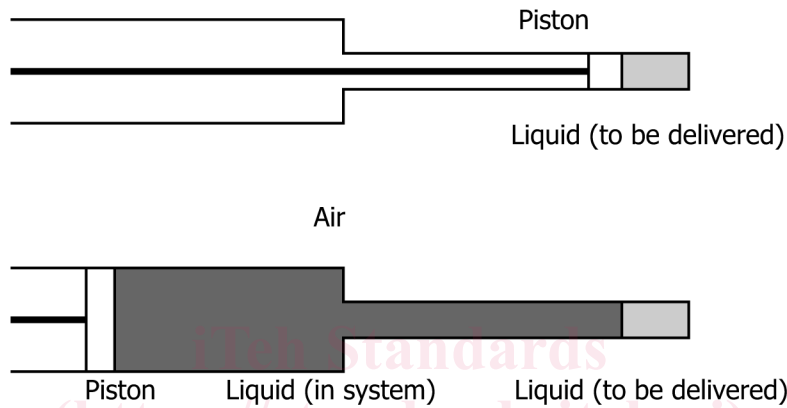 Piston
Liquid (to be delivered)
Air
iTeh Standards
Piston Liquid (in system) Liquid (to be delivered)